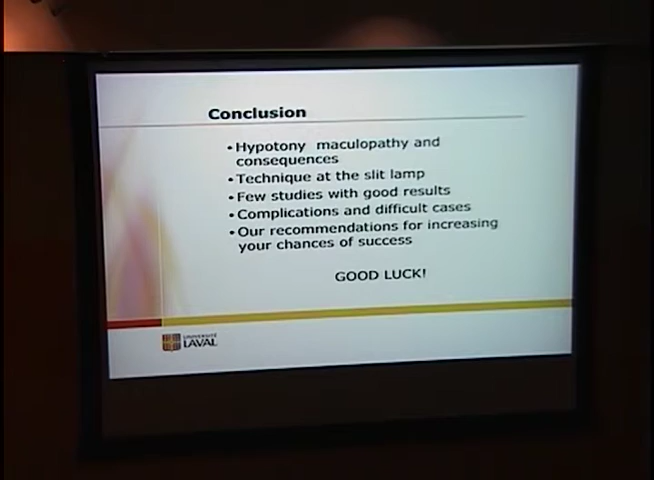 Conclusion
• Hypotony maculopathy and
consequences
• Technique at the slit lamp
• Few studies with good results
• Complications and difficult cases
• Our recommendations for increasing
your chances of success
GOOD LUCK!
UNIVERSITÉ
LAVAL